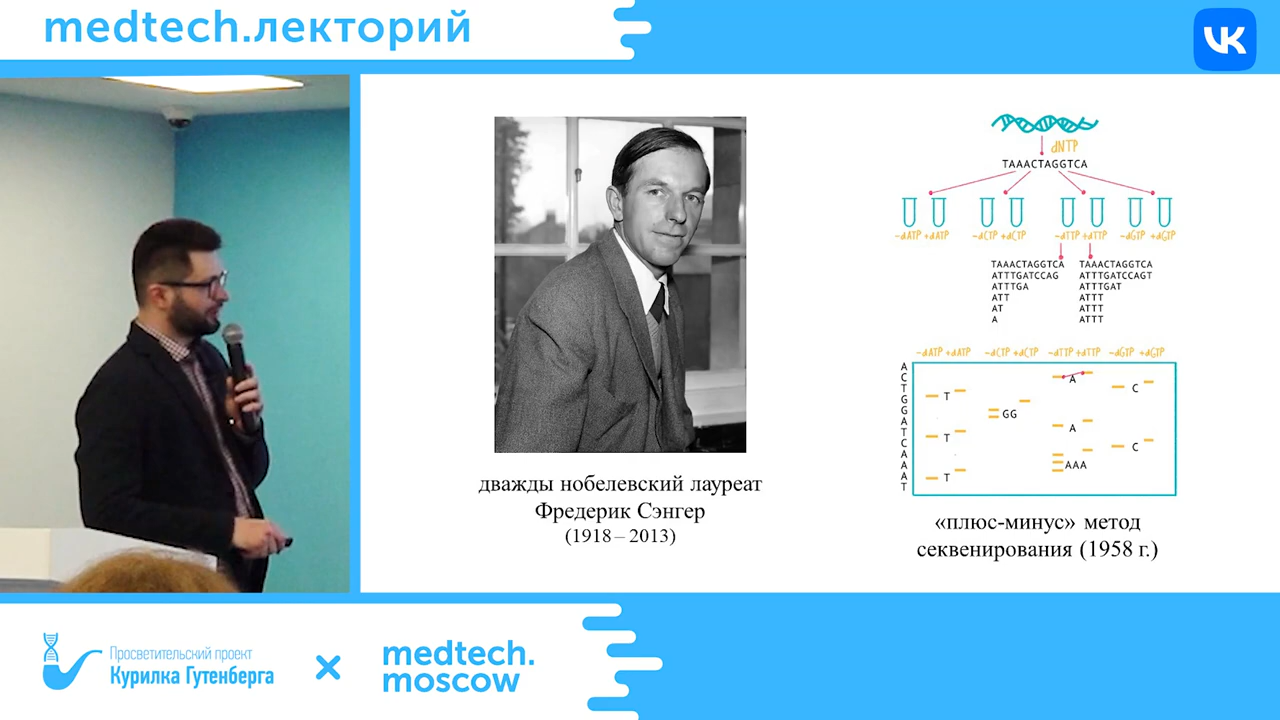 medtech.лекторий
VK
дважды нобелевский лауреат
Фредерик Сэнгер
(1918 – 2013)
dNTP
TAAACTAGGTCA
-dATP +dATP
-dCTP +dCTP
-dTTP +dTTP
-dGTP +dGTP
TAAACTAGGTCA
ATTTGATCCAG
ATTTGA
ATT
AT
A
TAAACTAGGTCA
ATTTGATCCAGT
ATTTGAT
ATTT
ATTT
ATTT
-dATP +dATP
-dCTP +dCTP
-dTTP +dTTP
-dGTP +dGTP
A
C
T
G
G
A
T
C
A
A
A
T
A
T
C
GG
A
T
C
AAA
T
«плюс-минус» метод
секвенирования (1958 г.)
Просветительский проект
Курилка Гутенберга
×
medtech.
moscow